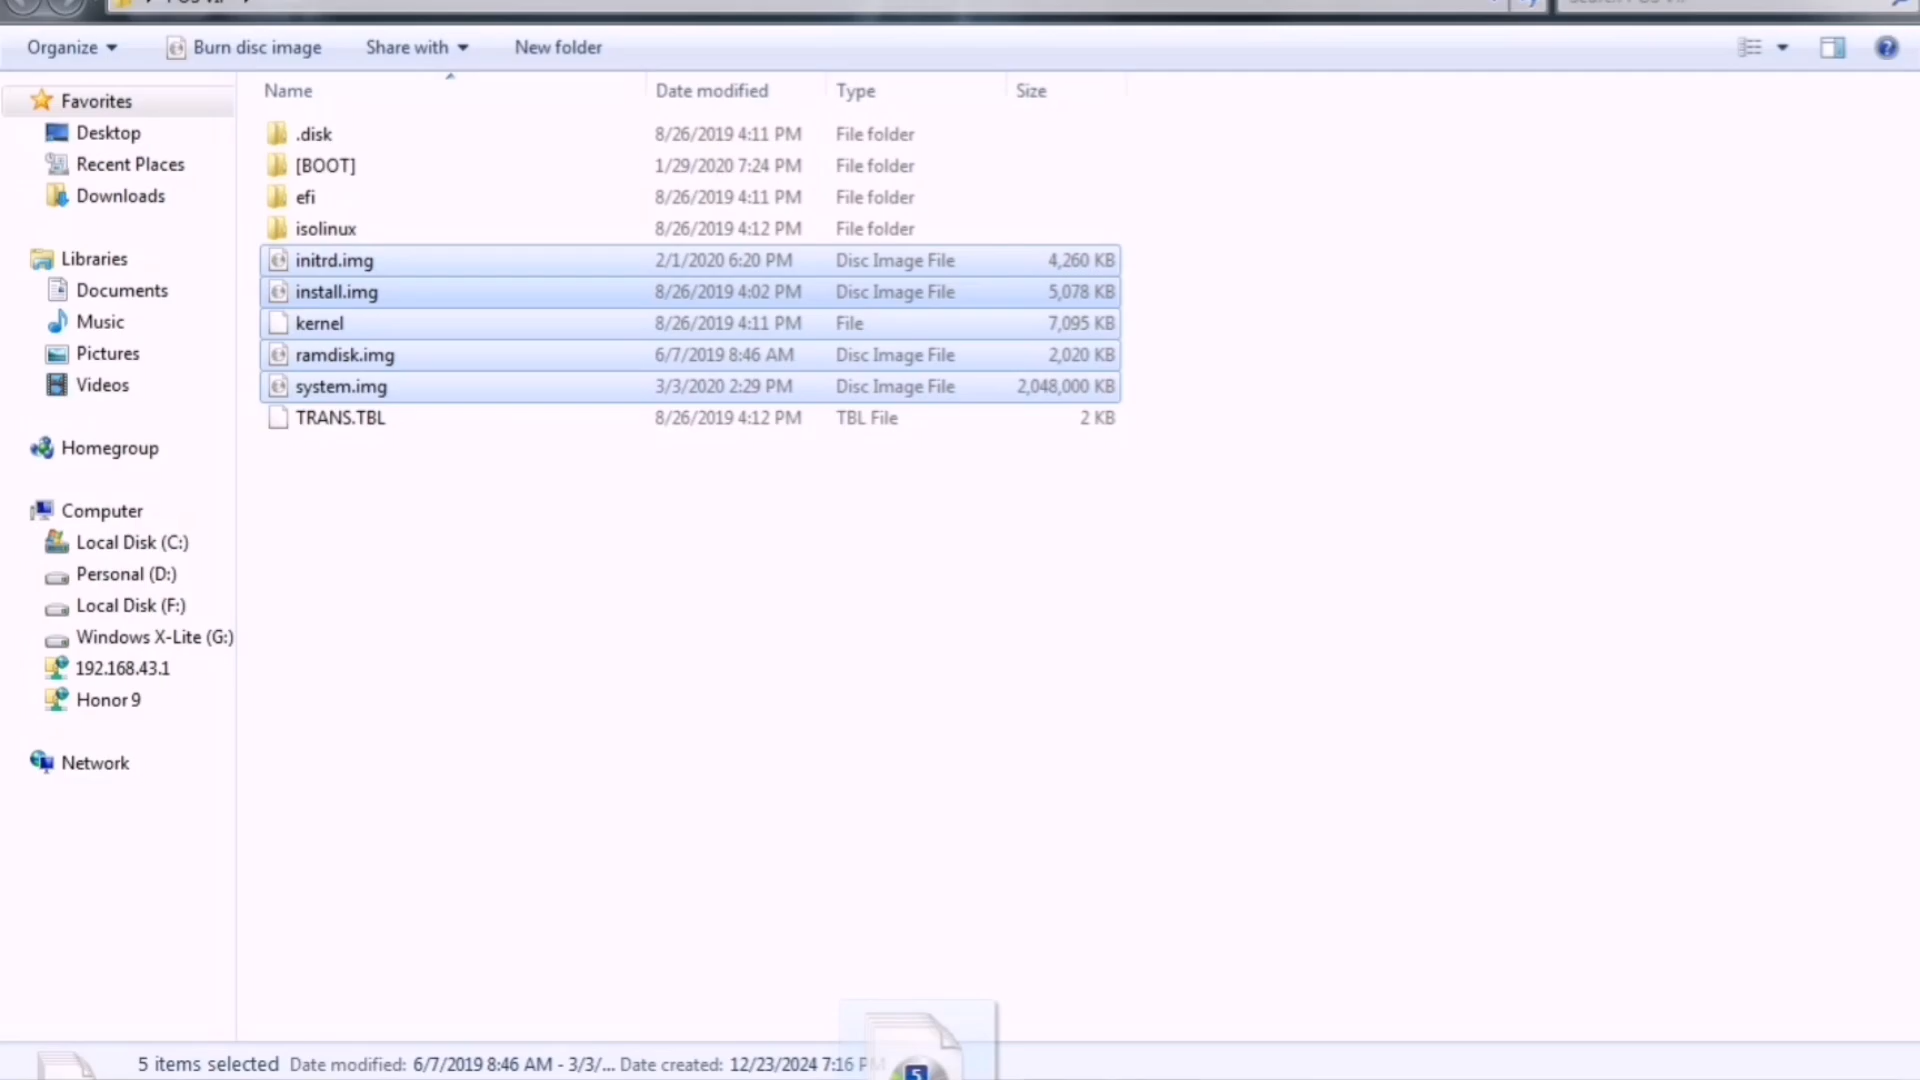 Organize
Burn disc image
Share with
New folder
Name
Date modified
Type
Size
Favorites
Desktop
Recent Places
Downloads
Libraries
Documents
Music
Pictures
Videos
Homegroup
Computer
Local Disk (C:)
Personal (D:)
Local Disk (F:)
Windows X-Lite (G:)
192.168.43.1
Honor 9
Network
.disk 8/26/2019 4:11 PM File folder
[BOOT] 1/29/2020 7:24 PM File folder
efi 8/26/2019 4:11 PM File folder
isolinux 8/26/2019 4:12 PM File folder
initrd.img 2/1/2020 6:20 PM Disc Image File 4,260 KB
install.img 8/26/2019 4:02 PM Disc Image File 5,078 KB
kernel 8/26/2019 4:11 PM File 7,095 KB
ramdisk.img 6/7/2019 8:46 AM Disc Image File 2,020 KB
system.img 3/3/2020 2:29 PM Disc Image File 2,048,000 KB
TRANS.TBL 8/26/2019 4:12 PM TBL File 2 KB
5 items selected Date modified: 6/7/2019 8:46 AM - 3/3/... Date created: 12/23/2024 7:16 PM
5